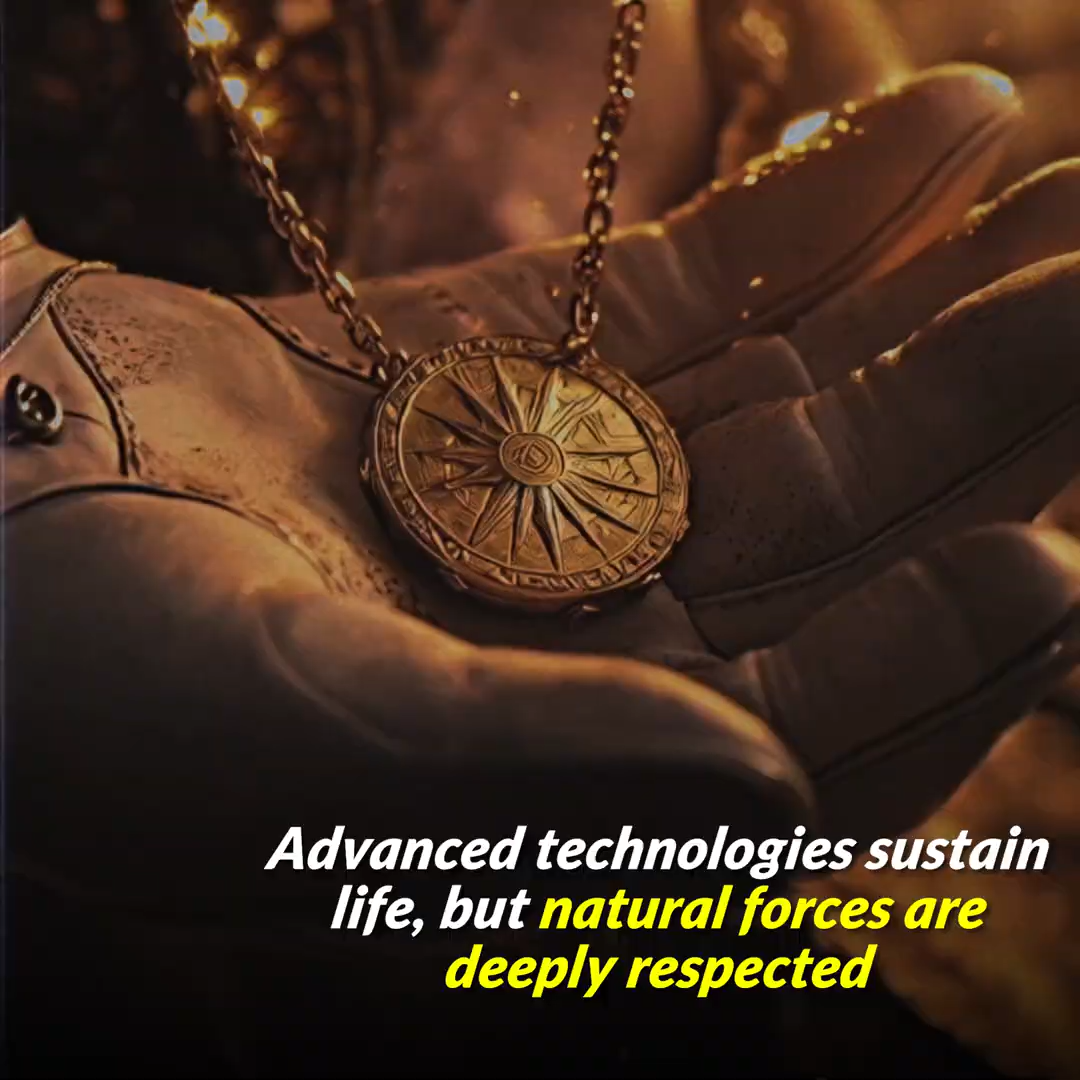 Advanced technologies sustain
life, but natural forces are
deeply respected